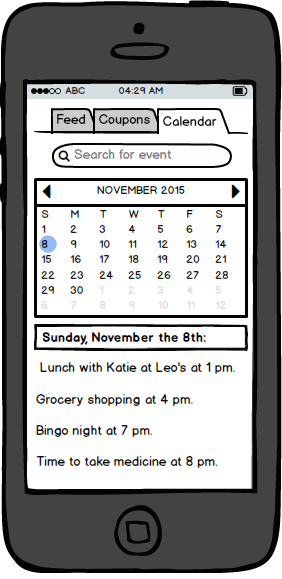 ABC 04:29 AM
Feed Coupons Calendar
Search for event
NOVEMBER 2015
S M T W T F S
1 2 3 4 5 6 7
8 9 10 11 12 13 14
15 16 17 18 19 20 21
22 23 24 25 26 27 28
29 30 1 2 3 4 5
6 7 8 9 10 11 12
Sunday, November the 8th:
Lunch with Katie at Leo's at 1 pm.
Grocery shopping at 4 pm.
Bingo night at 7 pm.
Time to take medicine at 8 pm.